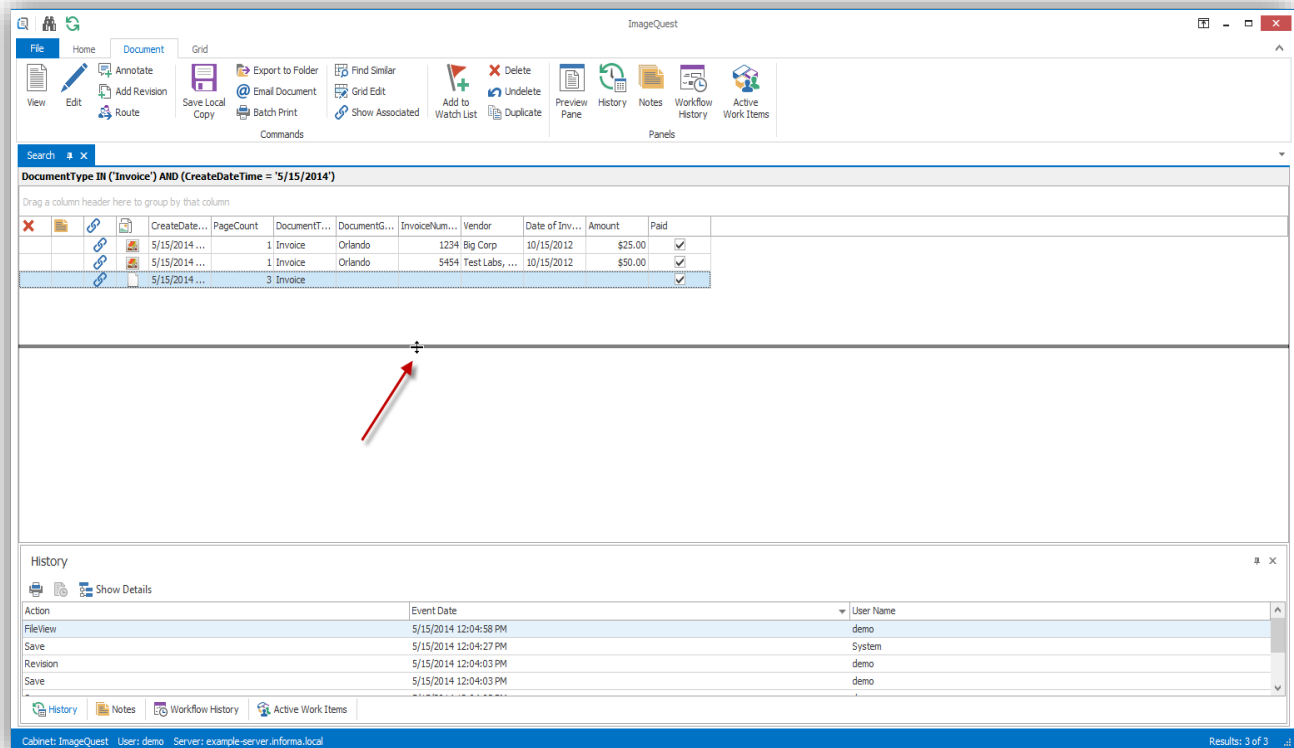 ImageQuest
File Home Document Grid
View
Edit
Annotate
Add Revision
Route
Save Local Copy
Export to Folder
Email Document
Batch Print
Find Similar
Grid Edit
Show Associated
Add to Watch List
Delete
Undelete
Duplicate
Commands
Preview Pane
History
Notes
Workflow History
Active Work Items
Panels
Search
DocumentType IN ('Invoice') AND (CreateDateTime = '5/15/2014')
Drag a column header here to group by that column
CreateDate... PageCount DocumentT... DocumentG... InvoiceNum... Vendor Date of Inv... Amount Paid
5/15/2014 ... 1 Invoice Orlando 1234 Big Corp 10/15/2012 $25.00
5/15/2014 ... 1 Invoice Orlando 5454 Test Labs, ... 10/15/2012 $50.00
5/15/2014 ... 3 Invoice
History
Show Details
Action Event Date User Name
FileView 5/15/2014 12:04:58 PM demo
Save 5/15/2014 12:04:27 PM System
Revision 5/15/2014 12:04:03 PM demo
Save 5/15/2014 12:04:03 PM demo
History Notes Workflow History Active Work Items
Cabinet: ImageQuest User: demo Server: example-server.informa.local Results: 3 of 3